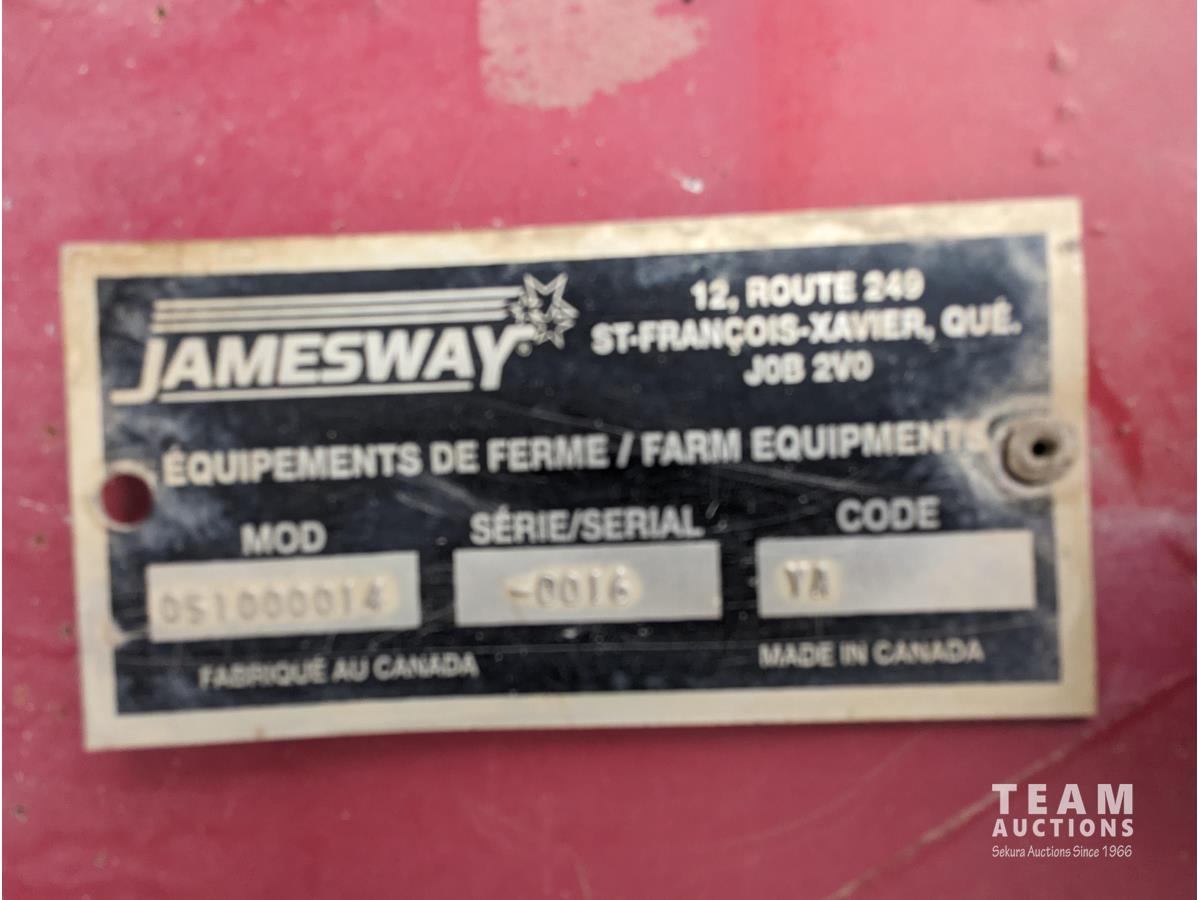 JAMESWAY
12, ROUTE 249
ST-FRANÇOIS-XAVIER, QUÉ.
J0B 2V0
ÉQUIPEMENTS DE FERME / FARM EQUIPMENTS
MOD SÉRIE/SERIAL CODE
DS1000014 -0016 YA
FABRIQUÉ AU CANADA MADE IN CANADA
TEAM
AUCTIONS
Sekura Auctions Since 1966